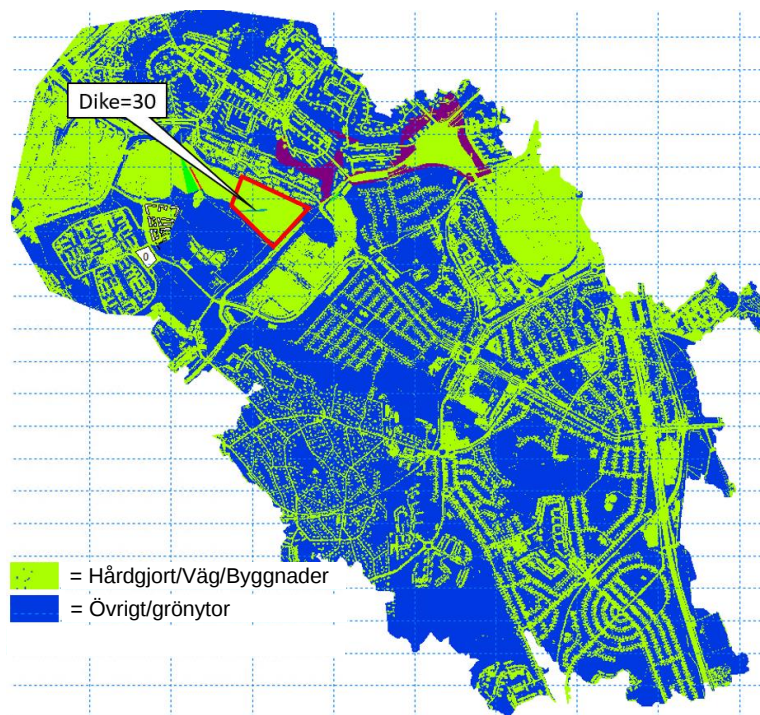 Dike=30
0
= Hårdgjort/Väg/Byggnader
= Övrigt/grönytor